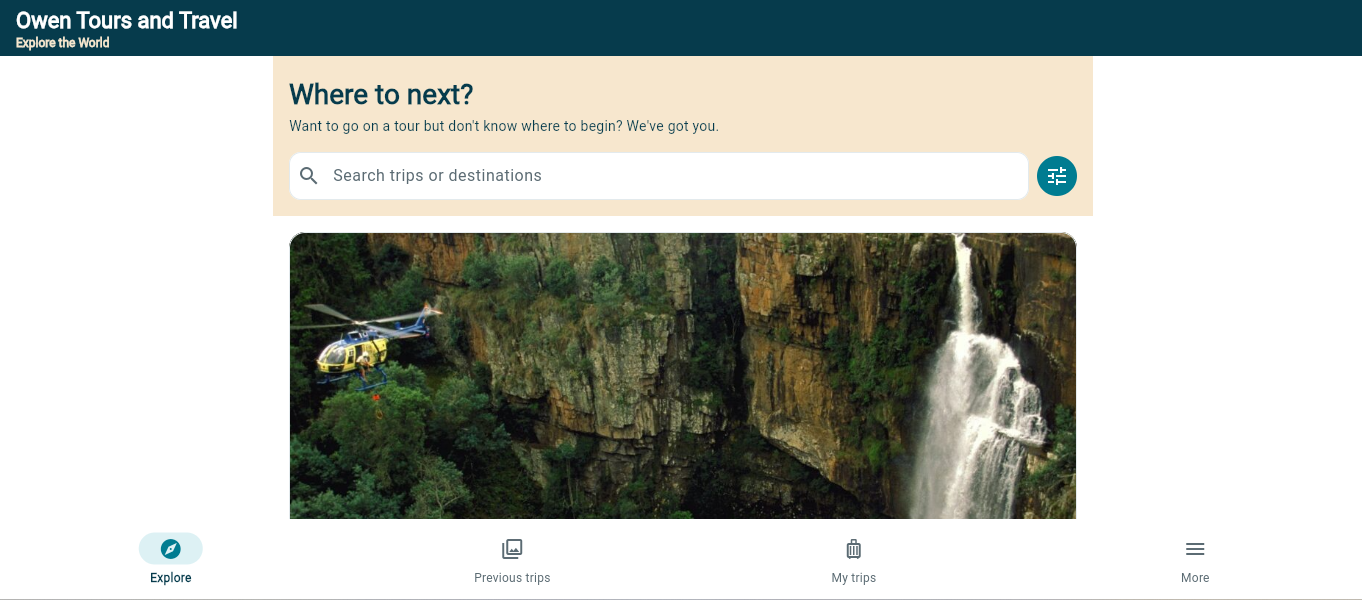 Owen Tours and Travel
Explore the World
Where to next?
Want to go on a tour but don't know where to begin? We've got you.
Search trips or destinations
Explore
Previous trips
My trips
More